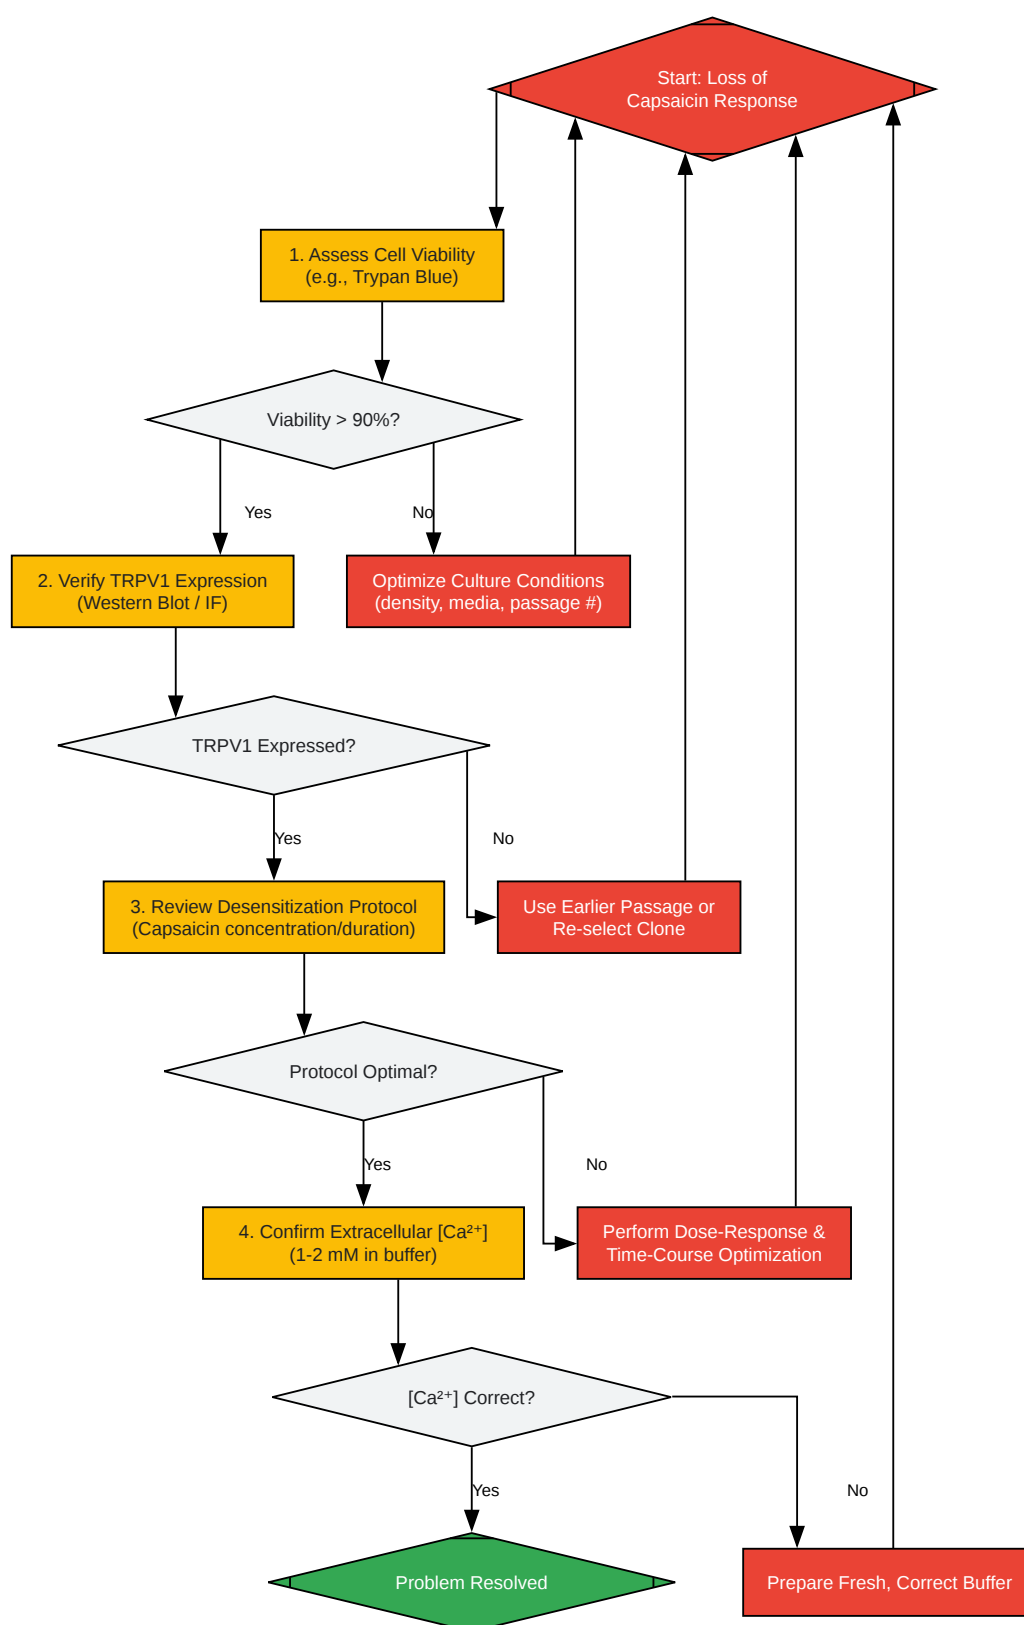 Start: Loss of
Capsaicin Response
1. Assess Cell Viability
(e.g., Trypan Blue)
Viability > 90%?
Yes
No
2. Verify TRPV1 Expression
(Western Blot / IF)
Optimize Culture Conditions
(density, media, passage #)
TRPV1 Expressed?
Yes
No
3. Review Desensitization Protocol
(Capsaicin concentration/duration)
Use Earlier Passage or
Re-select Clone
Protocol Optimal?
Yes
No
4. Confirm Extracellular [Ca²⁺]
(1-2 mM in buffer)
Perform Dose-Response &
Time-Course Optimization
[Ca²⁺] Correct?
Yes
No
Problem Resolved
Prepare Fresh, Correct Buffer